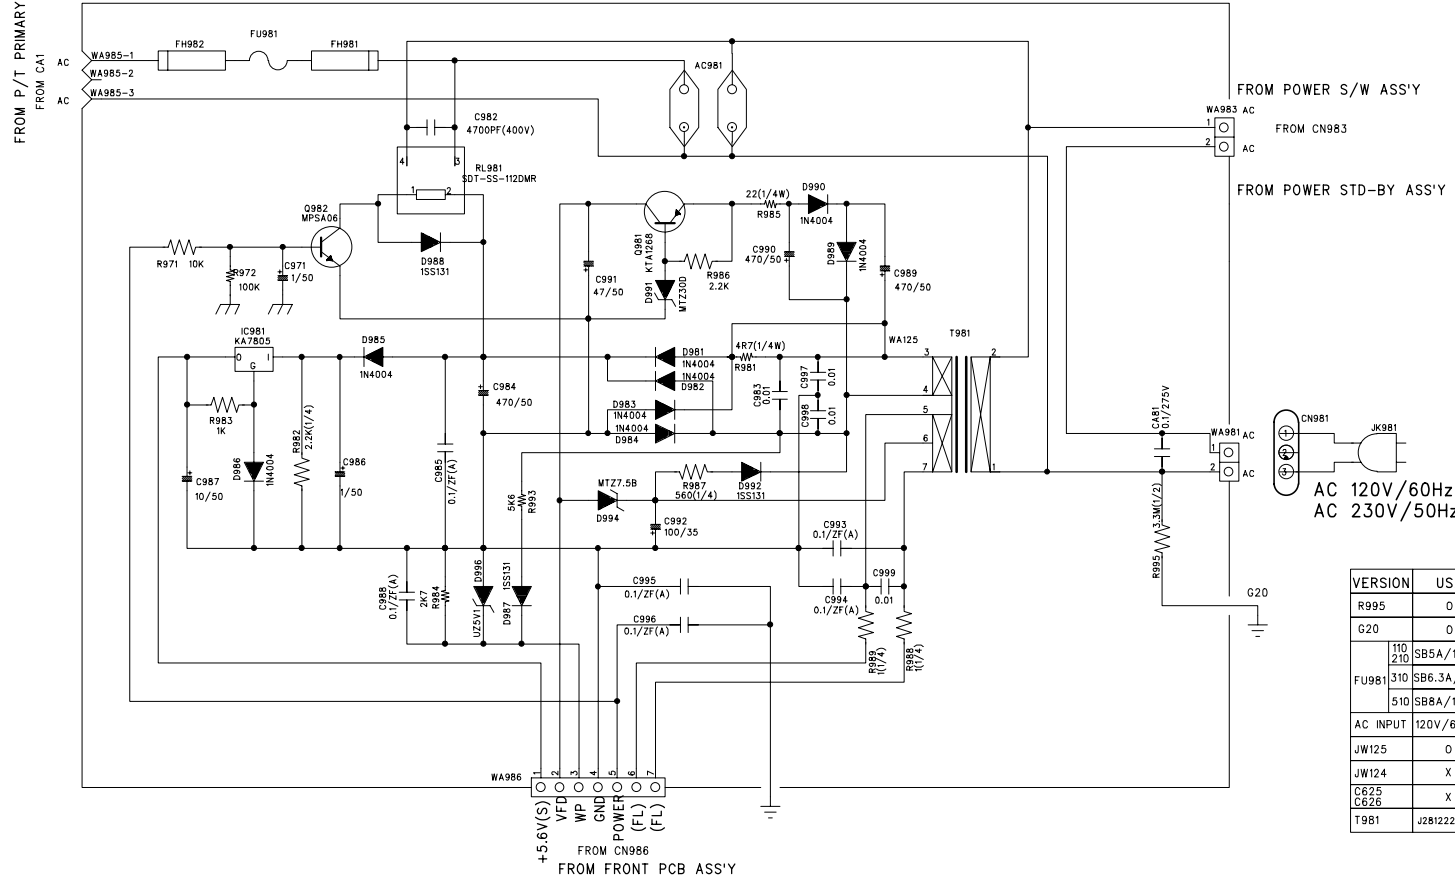 FROM P/T PRIMARY
FROM CA1
AC
WA985-1
WA985-2
AC
WA985-3
FH982
FU981
FH981
AC981
C982
4700PF(400V)
4
3
RL981
SDT-SS-112DMR
1
2
FROM POWER S/W ASS'Y
WA983
AC
1
FROM CN983
2
AC
FROM POWER STD-BY ASS'Y
Q982
MPSA06
R971
10K
R972
100K
C971
1/50
D988
1SS131
Q981
KTA1268
C991
47/50
D991
MTZ30D
R986
2.2K
22(1/4W)
R985
D990
1N4004
C990
470/50
D989
1N4004
C989
470/50
IC981
KA7805
O
I
G
D985
1N4004
R983
1K
D986
1N4004
R982
2.2K(1/4)
C987
10/50
C986
1/50
C984
470/50
C985
0.1/ZF(A)
D981
1N4004
1N4004
D982
D983
1N4004
1N4004
D984
4R7(1/4W)
R981
C983
0.01
C997
0.01
C998
0.01
WA125
T981
3
2
4
5
6
7
1
5K6
R993
MTZ7.5B
D994
R987
560(1/4)
D992
1SS131
C992
100/35
C993
0.1/ZF(A)
C994
0.1/ZF(A)
C999
0.01
R989
1(1/4)
R988
1(1/4)
C988
0.1/ZF(A)
2K7
R984
D996
UZ5V1
1SS131
D987
C995
0.1/ZF(A)
C996
0.1/ZF(A)
CA81
0.1/275V
3.3M(1/2)
R995
G20
WA981
AC
1
2
AC
CN981
1
2
3
JK981
AC 120V/60Hz
AC 230V/50Hz
VERSION US
R995 O
G20 O
FU981
110
210
SB5A/1
310 SB6.3A/
510 SB8A/1
AC INPUT 120V/6
JW125 O
JW124 X
C625
C626
X
T981 J281222
WA986
1
2
3
4
5
6
7
+5.6V(S)
VFD
WP
GND
POWER
(FL)
(FL)
FROM CN986
FROM FRONT PCB ASS'Y